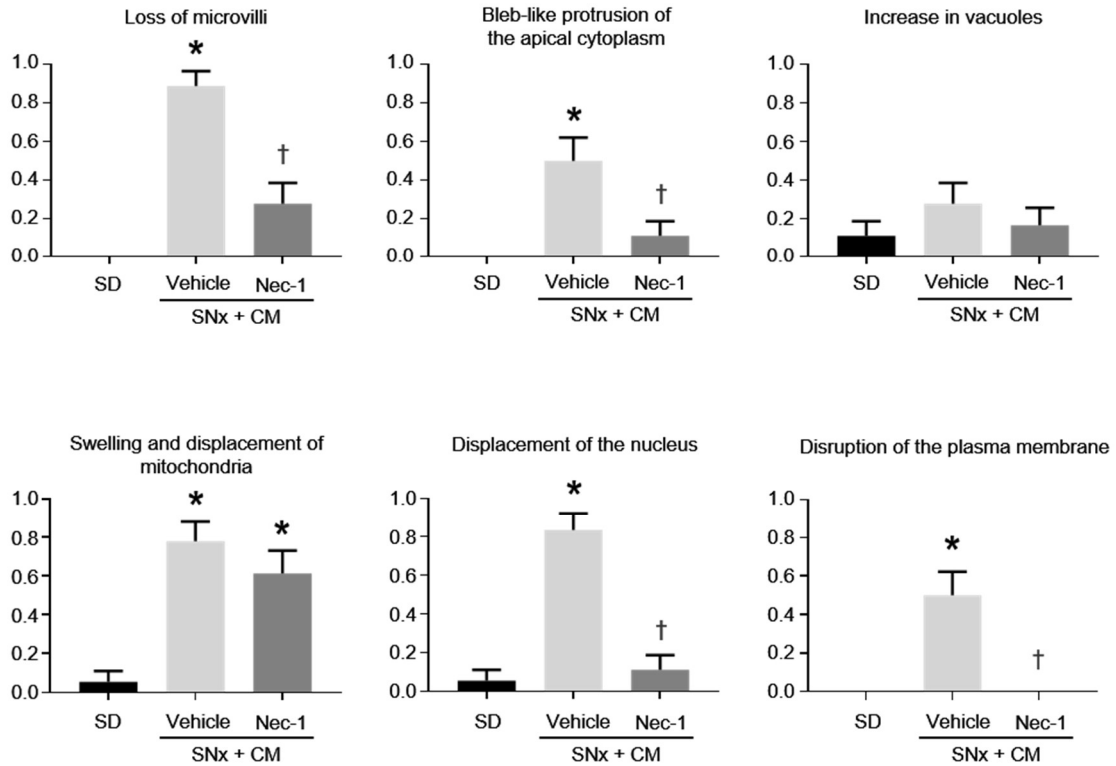 Loss of microvilli
1.0
0.8
0.6
0.4
0.2
0.0
*
†
SD
Vehicle
Nec-1
SNx + CM
Bleb-like protrusion of
the apical cytoplasm
1.0
0.8
0.6
0.4
0.2
0.0
*
†
SD
Vehicle
Nec-1
SNx + CM
Increase in vacuoles
1.0
0.8
0.6
0.4
0.2
0.0
SD
Vehicle
Nec-1
SNx + CM
Swelling and displacement of
mitochondria
1.0
0.8
0.6
0.4
0.2
0.0
*
*
SD
Vehicle
Nec-1
SNx + CM
Displacement of the nucleus
1.0
0.8
0.6
0.4
0.2
0.0
*
†
SD
Vehicle
Nec-1
SNx + CM
Disruption of the plasma membrane
1.0
0.8
0.6
0.4
0.2
0.0
*
†
SD
Vehicle
Nec-1
SNx + CM